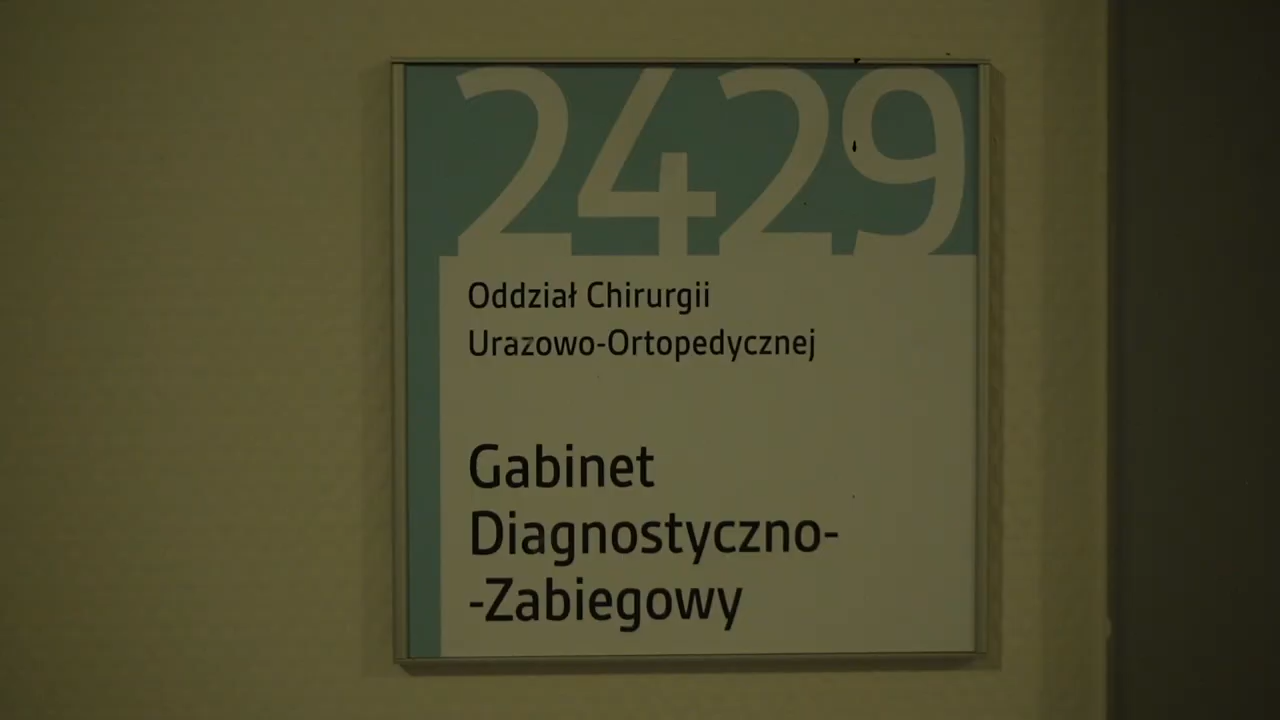 2429
Oddział Chirurgii
Urazowo-Ortopedycznej
Gabinet
Diagnostyczno-
-Zabiegowy